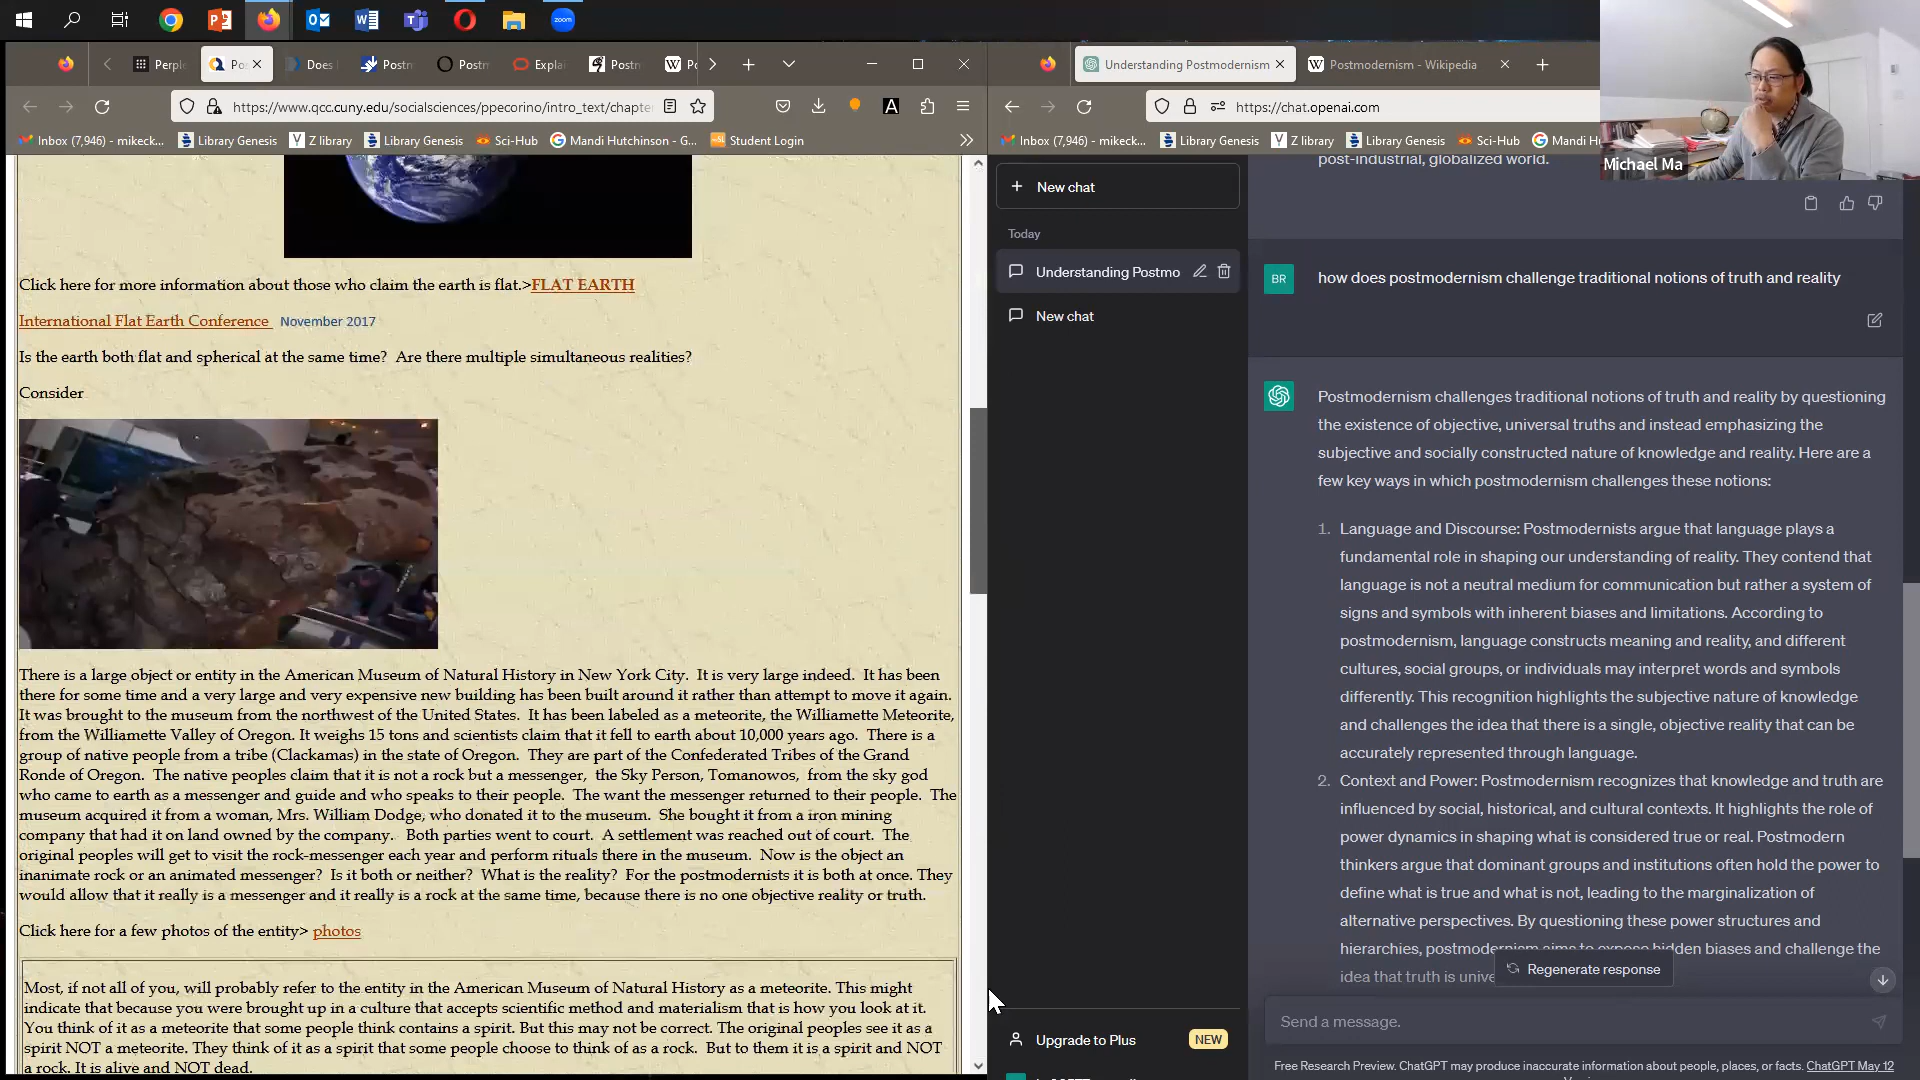 Perple
Po
Does
Postm
Postm
Expla
Postm
Po
https://www.qcc.cuny.edu/socialsciences/ppecorino/intro_text/chapte
Inbox (7,946) - mikeck...
Library Genesis
Z library
Library Genesis
Sci-Hub
Mandi Hutchinson - G...
Student Login
Click here for more information about those who claim the earth is flat.>FLAT EARTH
International Flat Earth Conference November 2017
Is the earth both flat and spherical at the same time? Are there multiple simultaneous realities?
Consider
There is a large object or entity in the American Museum of Natural History in New York City. It is very large indeed. It has been
there for some time and a very large and very expensive new building has been built around it rather than attempt to move it again.
It was brought to the museum from the northwest of the United States. It has been labeled as a meteorite, the Williamette Meteorite,
from the Willamette Valley of Oregon. It weighs 15 tons and scientists claim that it fell to earth about 10,000 years ago. There is a
group of native people from a tribe (Clackamas) in the state of Oregon. They are part of the Confederated Tribes of the Grand
Ronde of Oregon. The native peoples claim that it is not a rock but a messenger, the Sky Person, Tomanowos, from the sky god
who came to earth as a messenger and guide and who speaks to their people. The want the messenger returned to their people. The
museum acquired it from a woman, Mrs. William Dodge, who donated it to the museum. She bought it from a iron mining
company that had it on land owned by the company. Both parties went to court. A settlement was reached out of court. The
original peoples will get to visit the rock-messenger each year and perform rituals there in the museum. Now is the object an
inanimate rock or an animated messenger? Is it both or neither? What is the reality? For the postmodernists it is both at once. They
would allow that it really is a messenger and it really is a rock at the same time, because there is no one objective reality or truth.
Click here for a few photos of the entity> photos
Most, if not all of you, will probably refer to the entity in the American Museum of Natural History as a meteorite. This might
indicate that because you were brought up in a culture that accepts scientific method and materialism that is how you look at it.
You think of it as a meteorite that some people think contains a spirit. But this may not be correct. The original peoples see it as a
spirit NOT a meteorite. They think of it as a spirit that some people choose to think of as a rock. But to them it is a spirit and NOT
a rock. It is alive and NOT dead.
Understanding Postmodernism
Postmodernism - Wikipedia
https://chat.openai.com
Inbox (7,946) - mikeck...
Library Genesis
Z library
Library Genesis
Sci-Hub
Mandi Hu
Michael Ma
New chat
Today
Understanding Postmo
New chat
Upgrade to Plus
NEW
post-industrial, globalized world.
BR
how does postmodernism challenge traditional notions of truth and reality
Postmodernism challenges traditional notions of truth and reality by questioning
the existence of objective, universal truths and instead emphasizing the
subjective and socially constructed nature of knowledge and reality. Here are a
few key ways in which postmodernism challenges these notions:
1. Language and Discourse: Postmodernists argue that language plays a
fundamental role in shaping our understanding of reality. They contend that
language is not a neutral medium for communication but rather a system of
signs and symbols with inherent biases and limitations. According to
postmodernism, language constructs meaning and reality, and different
cultures, social groups, or individuals may interpret words and symbols
differently. This recognition highlights the subjective nature of knowledge
and challenges the idea that there is a single, objective reality that can be
accurately represented through language.
2. Context and Power: Postmodernism recognizes that knowledge and truth are
influenced by social, historical, and cultural contexts. It highlights the role of
power dynamics in shaping what is considered true or real. Postmodern
thinkers argue that dominant groups and institutions often hold the power to
define what is true and what is not, leading to the marginalization of
alternative perspectives. By questioning these power structures and
hierarchies, postmodernism aims to expose hidden biases and challenge the
idea that truth is unive
Regenerate response
Send a message.
Free Research Preview. ChatGPT may produce inaccurate information about people, places, or facts. ChatGPT May 12